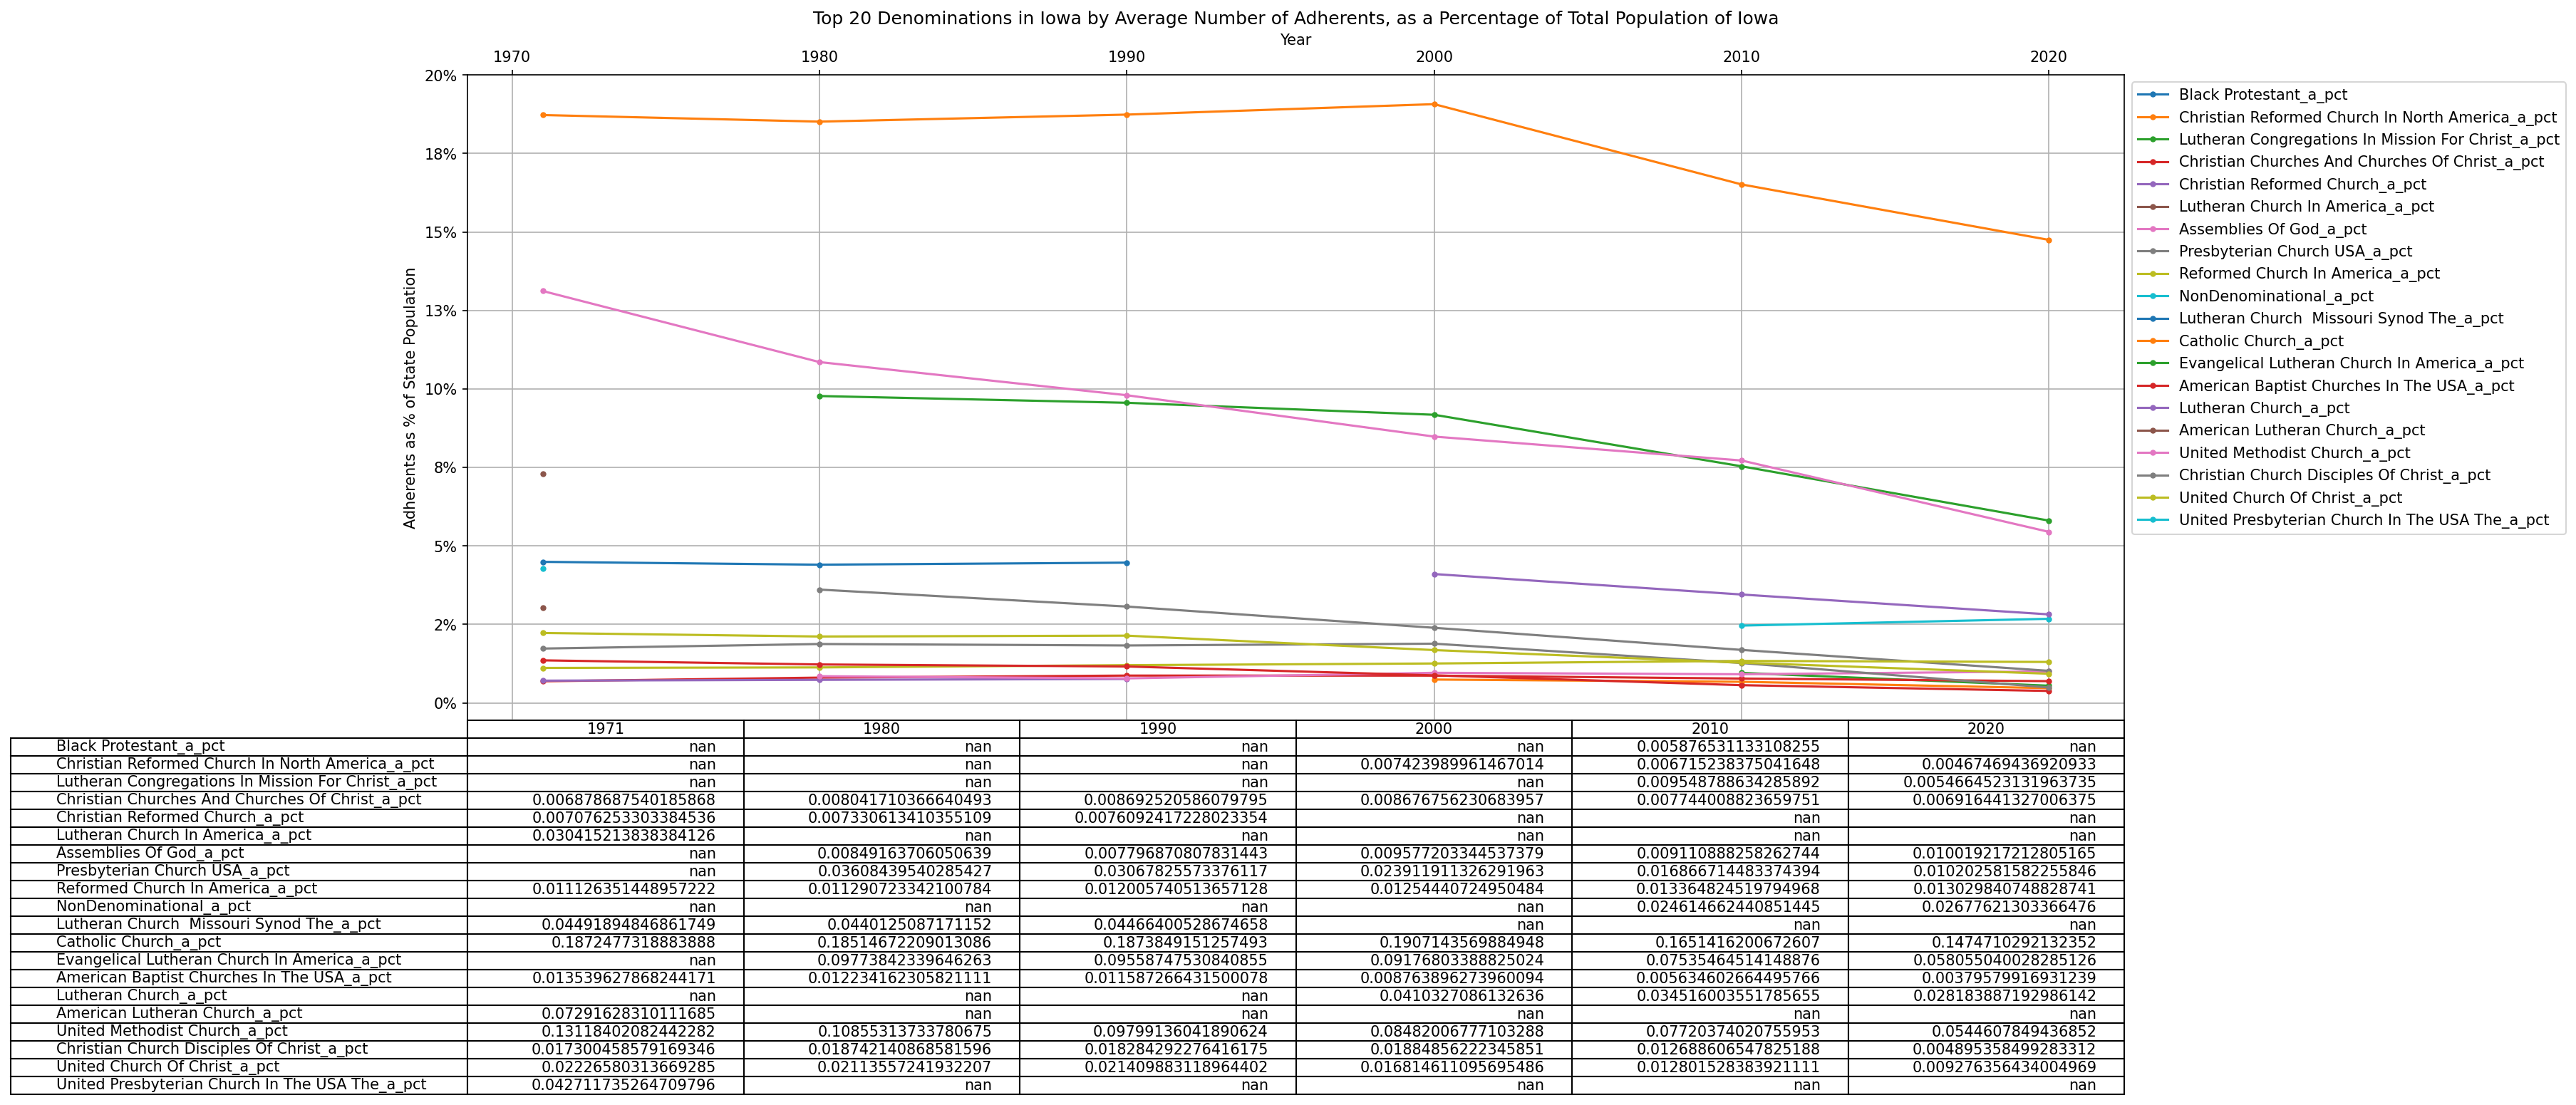 Top 20 Denominations in Iowa by Average Number of Adherents, as a Percentage of Total Population of Iowa
Year
1970 1980 1990 2000 2010 2020
20%
18%
15%
13%
10%
8%
5%
2%
0%
Adherents as % of State Population
Black Protestant_a_pct
Christian Reformed Church In North America_a_pct
Lutheran Congregations In Mission For Christ_a_pct
Christian Churches And Churches Of Christ_a_pct
Christian Reformed Church_a_pct
Lutheran Church In America_a_pct
Assemblies Of God_a_pct
Presbyterian Church USA_a_pct
Reformed Church In America_a_pct
NonDenominational_a_pct
Lutheran Church  Missouri Synod The_a_pct
Catholic Church_a_pct
Evangelical Lutheran Church In America_a_pct
American Baptist Churches In The USA_a_pct
Lutheran Church_a_pct
American Lutheran Church_a_pct
United Methodist Church_a_pct
Christian Church Disciples Of Christ_a_pct
United Church Of Christ_a_pct
United Presbyterian Church In The USA The_a_pct
1971 1980 1990 2000 2010 2020
Black Protestant_a_pct nan nan nan nan 0.005876531133108255 nan
Christian Reformed Church In North America_a_pct nan nan nan 0.007423989961467014 0.006715238375041648 0.00467469436920933
Lutheran Congregations In Mission For Christ_a_pct nan nan nan nan 0.009548788634285892 0.0054664523131963735
Christian Churches And Churches Of Christ_a_pct 0.006878687540185868 0.008041710366640493 0.008692520586079795 0.008676756230683957 0.007744008823659751 0.006916441327006375
Christian Reformed Church_a_pct 0.007076253303384536 0.007330613410355109 0.0076092417228023354 nan nan nan
Lutheran Church In America_a_pct 0.030415213838384126 nan nan nan nan nan
Assemblies Of God_a_pct nan 0.00849163706050639 0.007796870807831443 0.009577203344537379 0.009110888258262744 0.010019217212805165
Presbyterian Church USA_a_pct nan 0.03608439540285427 0.03067825573376117 0.023911911326291963 0.016866714483374394 0.010202581582255846
Reformed Church In America_a_pct 0.011126351448957222 0.011290723342100784 0.012005740513657128 0.01254440724950484 0.013364824519794968 0.013029840748828741
NonDenominational_a_pct nan nan nan nan 0.024614662440851445 0.02677621303366476
Lutheran Church  Missouri Synod The_a_pct 0.04491894846861749 0.0440125087171152 0.04466400528674658 nan nan nan
Catholic Church_a_pct 0.1872477318883888 0.18514672209013086 0.1873849151257493 0.1907143569884948 0.1651416200672607 0.1474710292132352
Evangelical Lutheran Church In America_a_pct nan 0.09773842339646263 0.09558747530840855 0.09176803388825024 0.07535464514148876 0.058055040028285126
American Baptist Churches In The USA_a_pct 0.013539627868244171 0.012234162305821111 0.011587266431500078 0.008763896273960094 0.005634602664495766 0.00379579916931239
Lutheran Church_a_pct nan nan nan 0.0410327086132636 0.034516003551785655 0.028183887192986142
American Lutheran Church_a_pct 0.07291628310111685 nan nan nan nan nan
United Methodist Church_a_pct 0.13118402082442282 0.10855313733780675 0.09799136041890624 0.08482006777103288 0.07720374020755953 0.0544607849436852
Christian Church Disciples Of Christ_a_pct 0.017300458579169346 0.018742140868581596 0.018284292276416175 0.01884856222345851 0.012688606547825188 0.004895358499283312
United Church Of Christ_a_pct 0.02226580313669285 0.02113557241932207 0.021409883118964402 0.016814611095695486 0.012801528383921111 0.009276356434004969
United Presbyterian Church In The USA The_a_pct 0.042711735264709796 nan nan nan nan nan